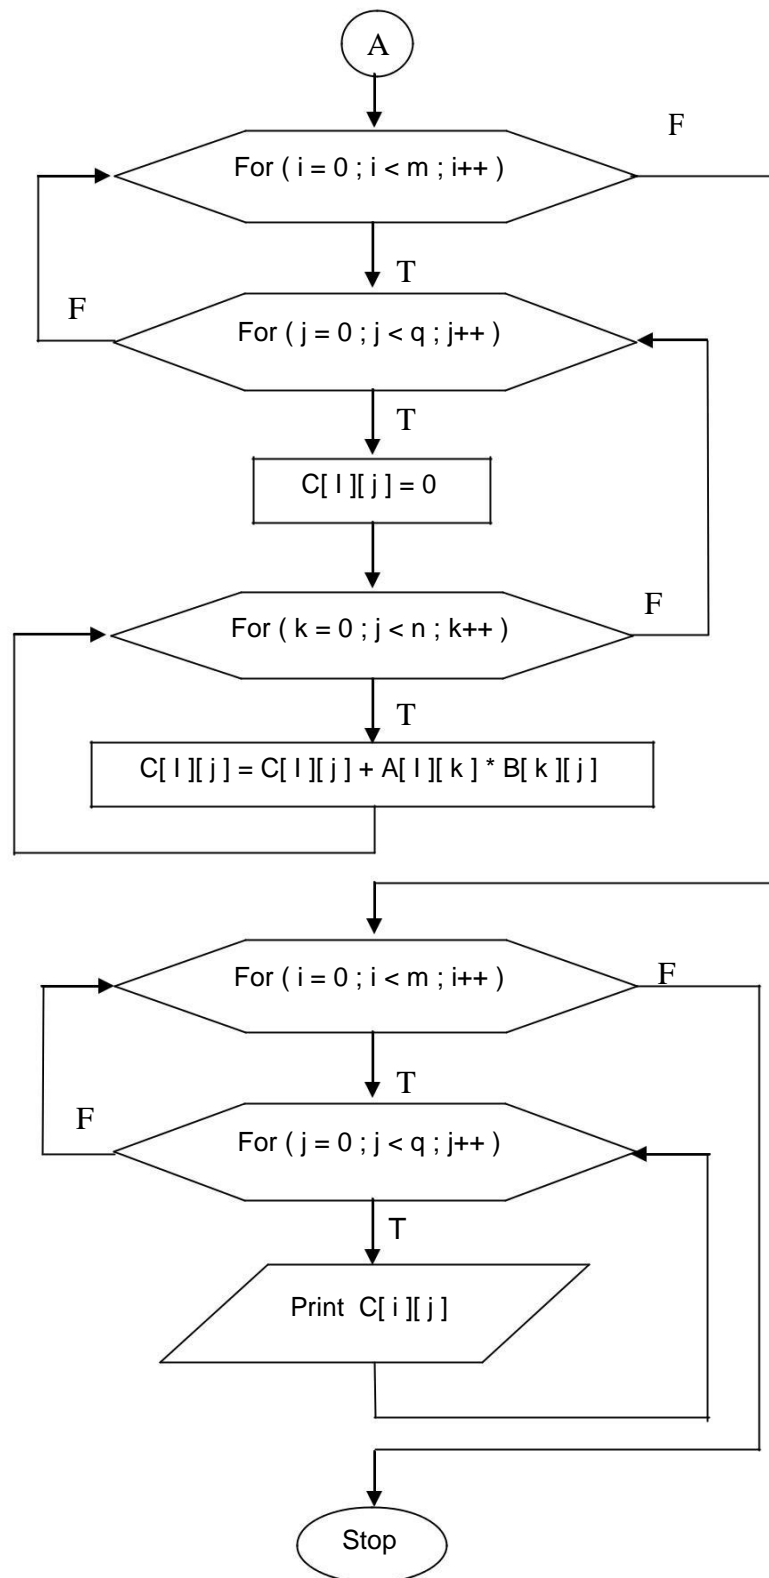 A
F
For ( i = 0 ; i < m ; i++ )
T
F
For ( j = 0 ; j < q ; j++ )
T
C[ I ][ j ] = 0
F
For ( k = 0 ; j < n ; k++ )
T
C[ I ][ j ] = C[ I ][ j ] + A[ I ][ k ] * B[ k ][ j ]
For ( i = 0 ; i < m ; i++ )
F
T
F
For ( j = 0 ; j < q ; j++ )
T
Print C[ i ][ j ]
Stop